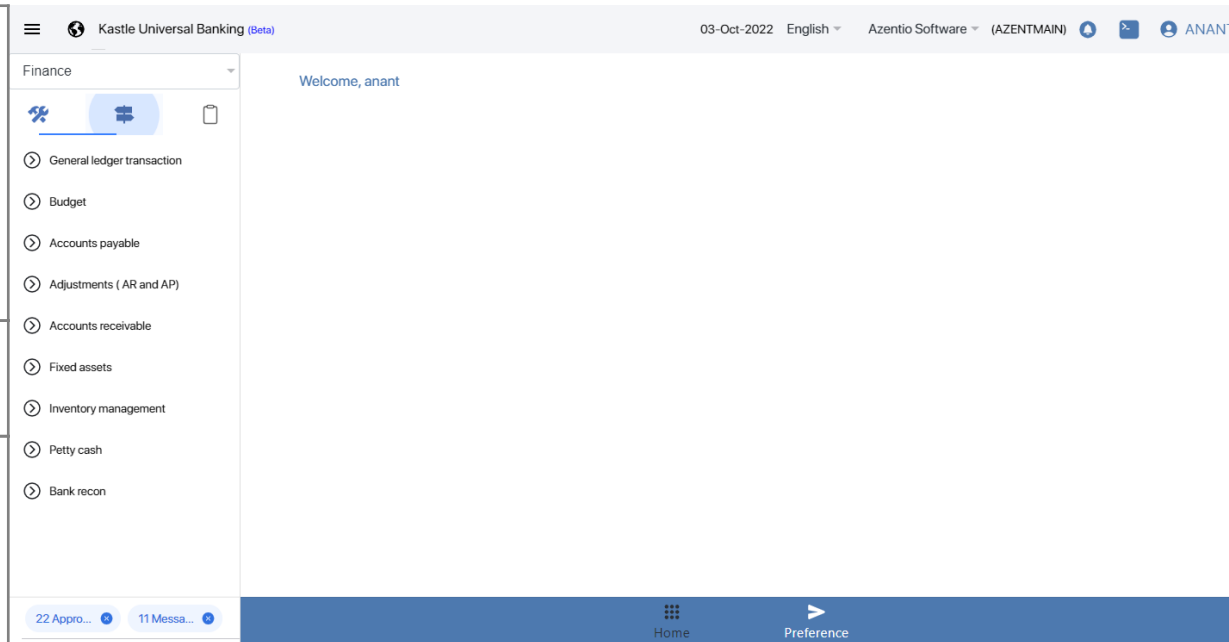 Kastle Universal Banking (Beta) 03-Oct-2022 English Azentio Software (AZENTMAIN) ANANT
Finance
Welcome, anant
General ledger transaction
Budget
Accounts payable
Adjustments ( AR and AP)
Accounts receivable
Fixed assets
Inventory management
Petty cash
Bank recon
22 Appro... 11 Messa...
Home Preference